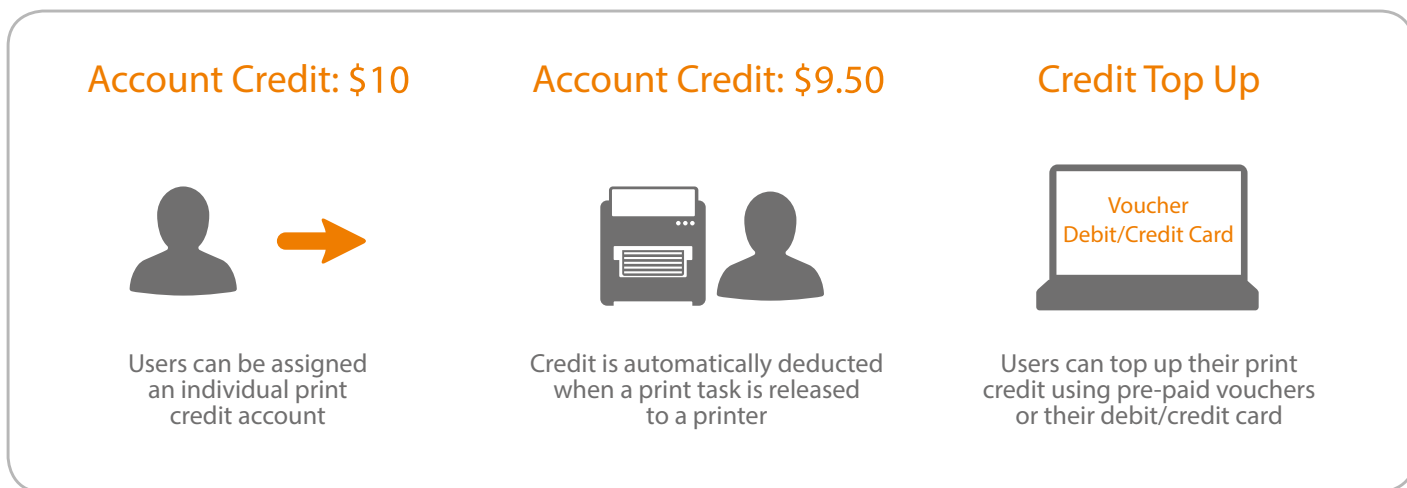 Account Credit: $10
Users can be assigned
an individual print
credit account
Account Credit: $9.50
Credit is automatically deducted
when a print task is released
to a printer
Credit Top Up
Voucher
Debit/Credit Card
Users can top up their print
credit using pre-paid vouchers
or their debit/credit card